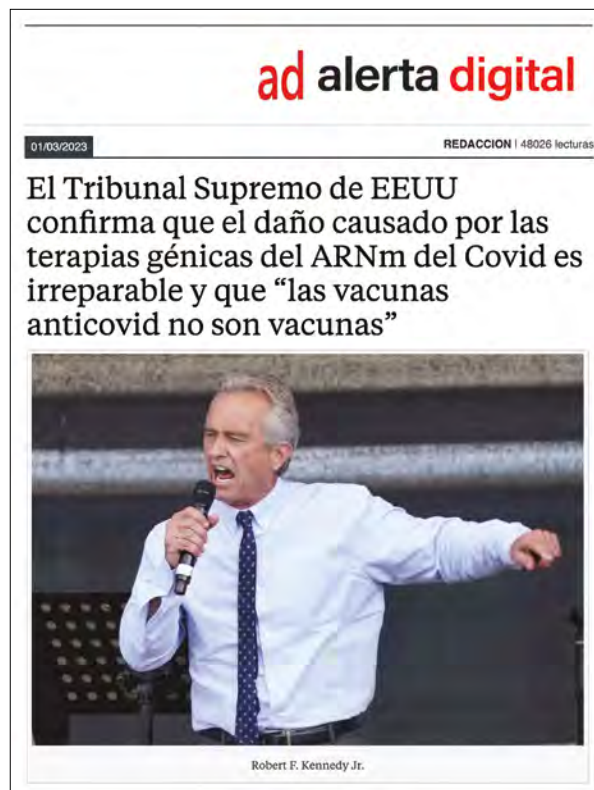 ad alerta digital
01/03/2023
REDACCION | 48026 lecturas
El Tribunal Supremo de EEUU
confirma que el daño causado por las
terapias génicas del ARNm del Covid es
irreparable y que “las vacunas
anticovid no son vacunas”
Robert F. Kennedy Jr.